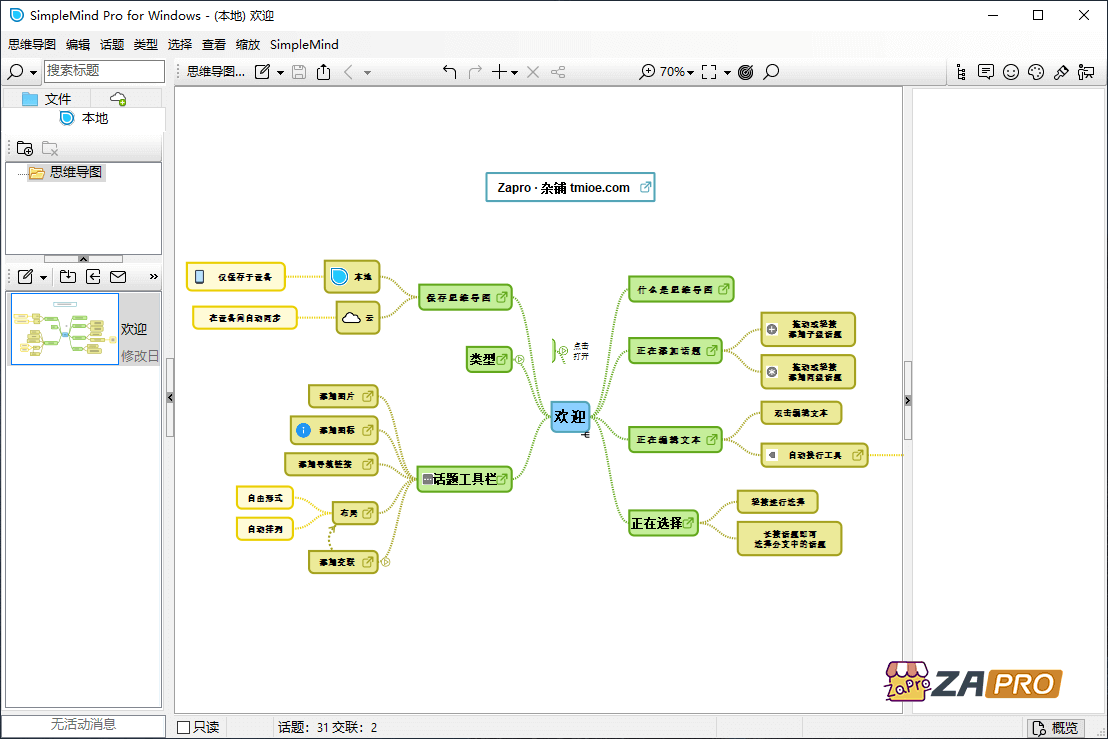 SimpleMind Pro for Windows - (本地) 欢迎
思维导图 编辑 话题 类型 选择 查看 缩放 SimpleMind
搜索标题
思维导图...
70%
文件
本地
思维导图
欢迎
修改日
无活动消息
Zapro · 杂铺 tmioe.com
仅保存于设备
本地
在设备间自动同步
云
保存思维导图
类型
点击
打开
添加图片
添加图标
添加导航链接
话题工具栏
自由形式
自动排列
布局
添加交联
欢迎
什么是思维导图
正在添加话题
拖动或轻按
添加子级话题
拖动或轻按
添加同级话题
正在编辑文本
双击编辑文本
自动换行工具
正在选择
轻按进行选择
长按话题即可
选择分支中的话题
ZaPro
ZAPRO
只读
话题：31 交联：2
概览